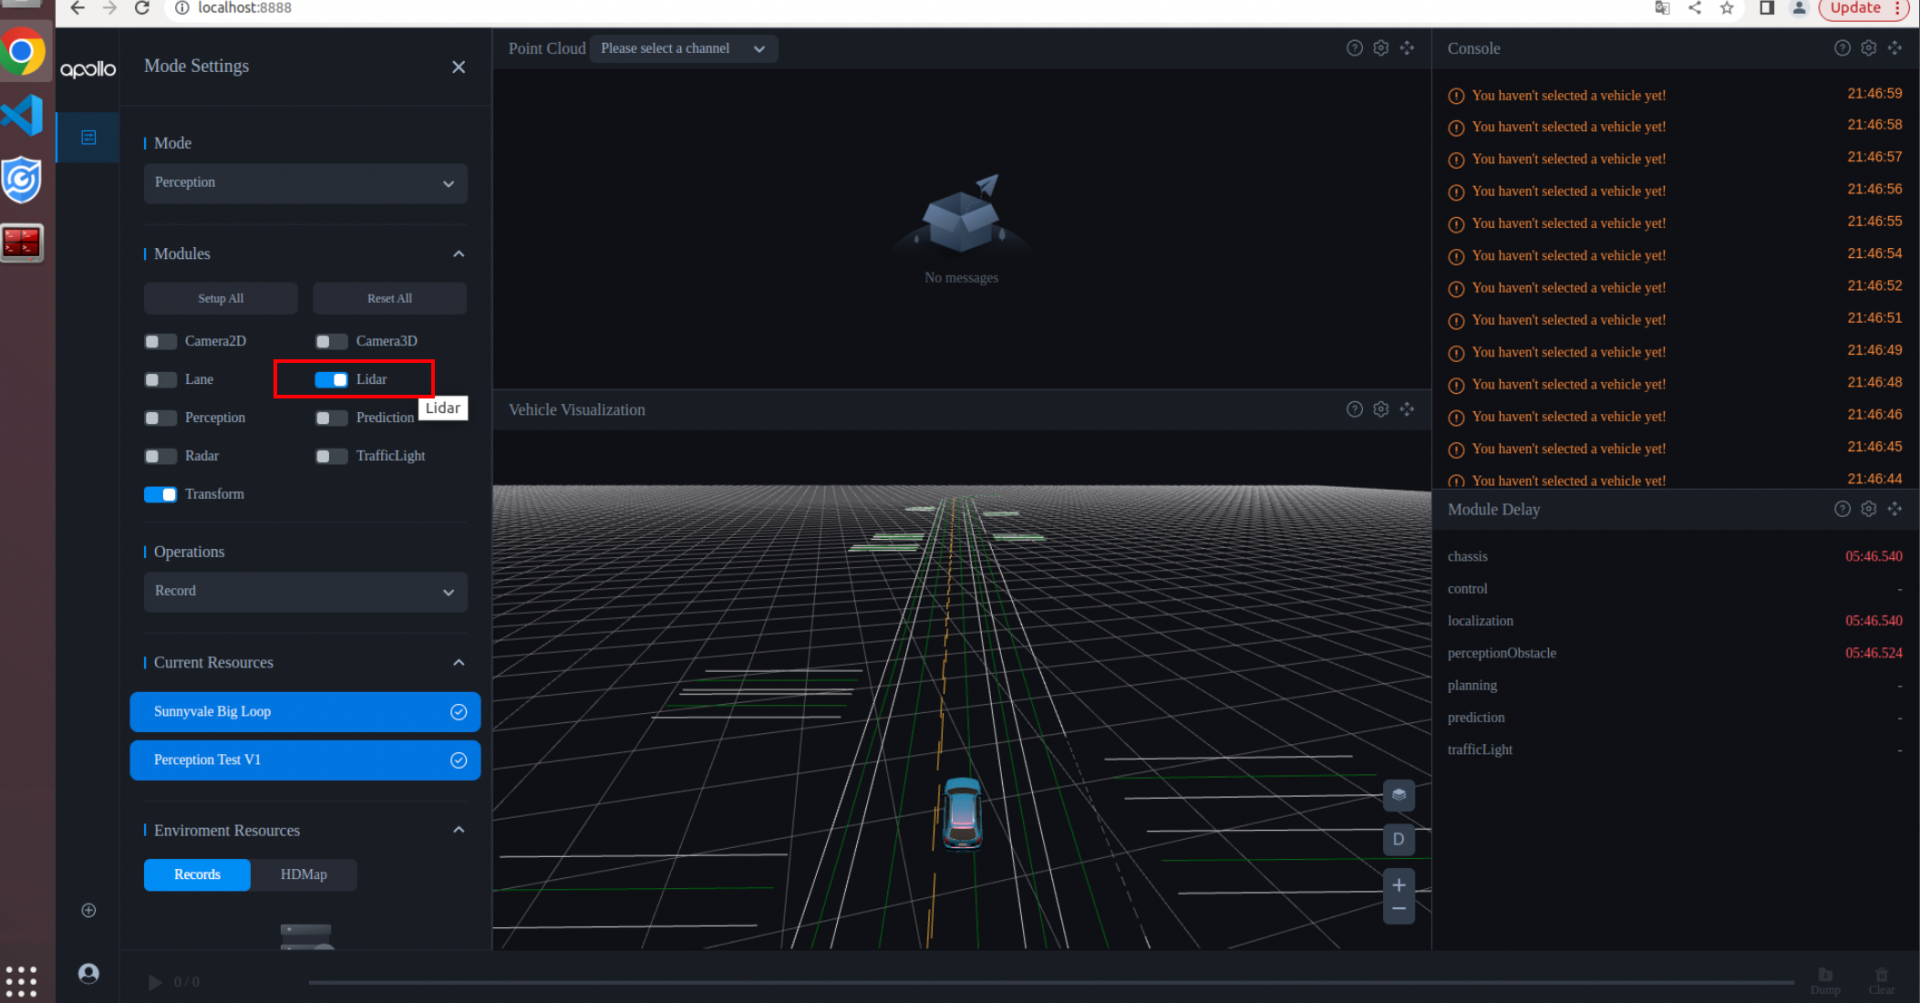 localhost:8888
Update
apollo
Mode Settings
Mode
Perception
Modules
Setup All
Reset All
Camera2D
Camera3D
Lane
Lidar
Lidar
Perception
Prediction
Radar
TrafficLight
Transform
Operations
Record
Current Resources
Sunnyvale Big Loop
Perception Test V1
Enviroment Resources
Records
HDMap
Point Cloud
Please select a channel
No messages
Vehicle Visualization
D
+
−
Console
You haven't selected a vehicle yet! 21:46:59
You haven't selected a vehicle yet! 21:46:58
You haven't selected a vehicle yet! 21:46:57
You haven't selected a vehicle yet! 21:46:56
You haven't selected a vehicle yet! 21:46:55
You haven't selected a vehicle yet! 21:46:54
You haven't selected a vehicle yet! 21:46:52
You haven't selected a vehicle yet! 21:46:51
You haven't selected a vehicle yet! 21:46:49
You haven't selected a vehicle yet! 21:46:48
You haven't selected a vehicle yet! 21:46:46
You haven't selected a vehicle yet! 21:46:45
You haven't selected a vehicle yet! 21:46:44
Module Delay
chassis 05:46.540
control -
localization 05:46.540
perceptionObstacle 05:46.524
planning -
prediction -
trafficLight -
0 / 0
Dump
Clear